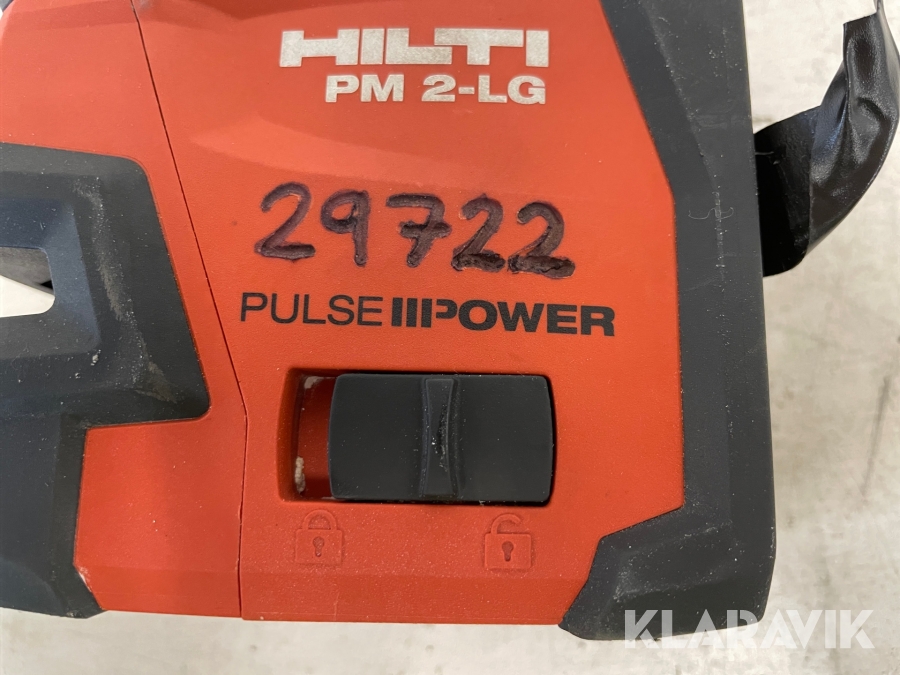 HILTI
PM 2-LG
29722
PULSE POWER
KLARAVIK